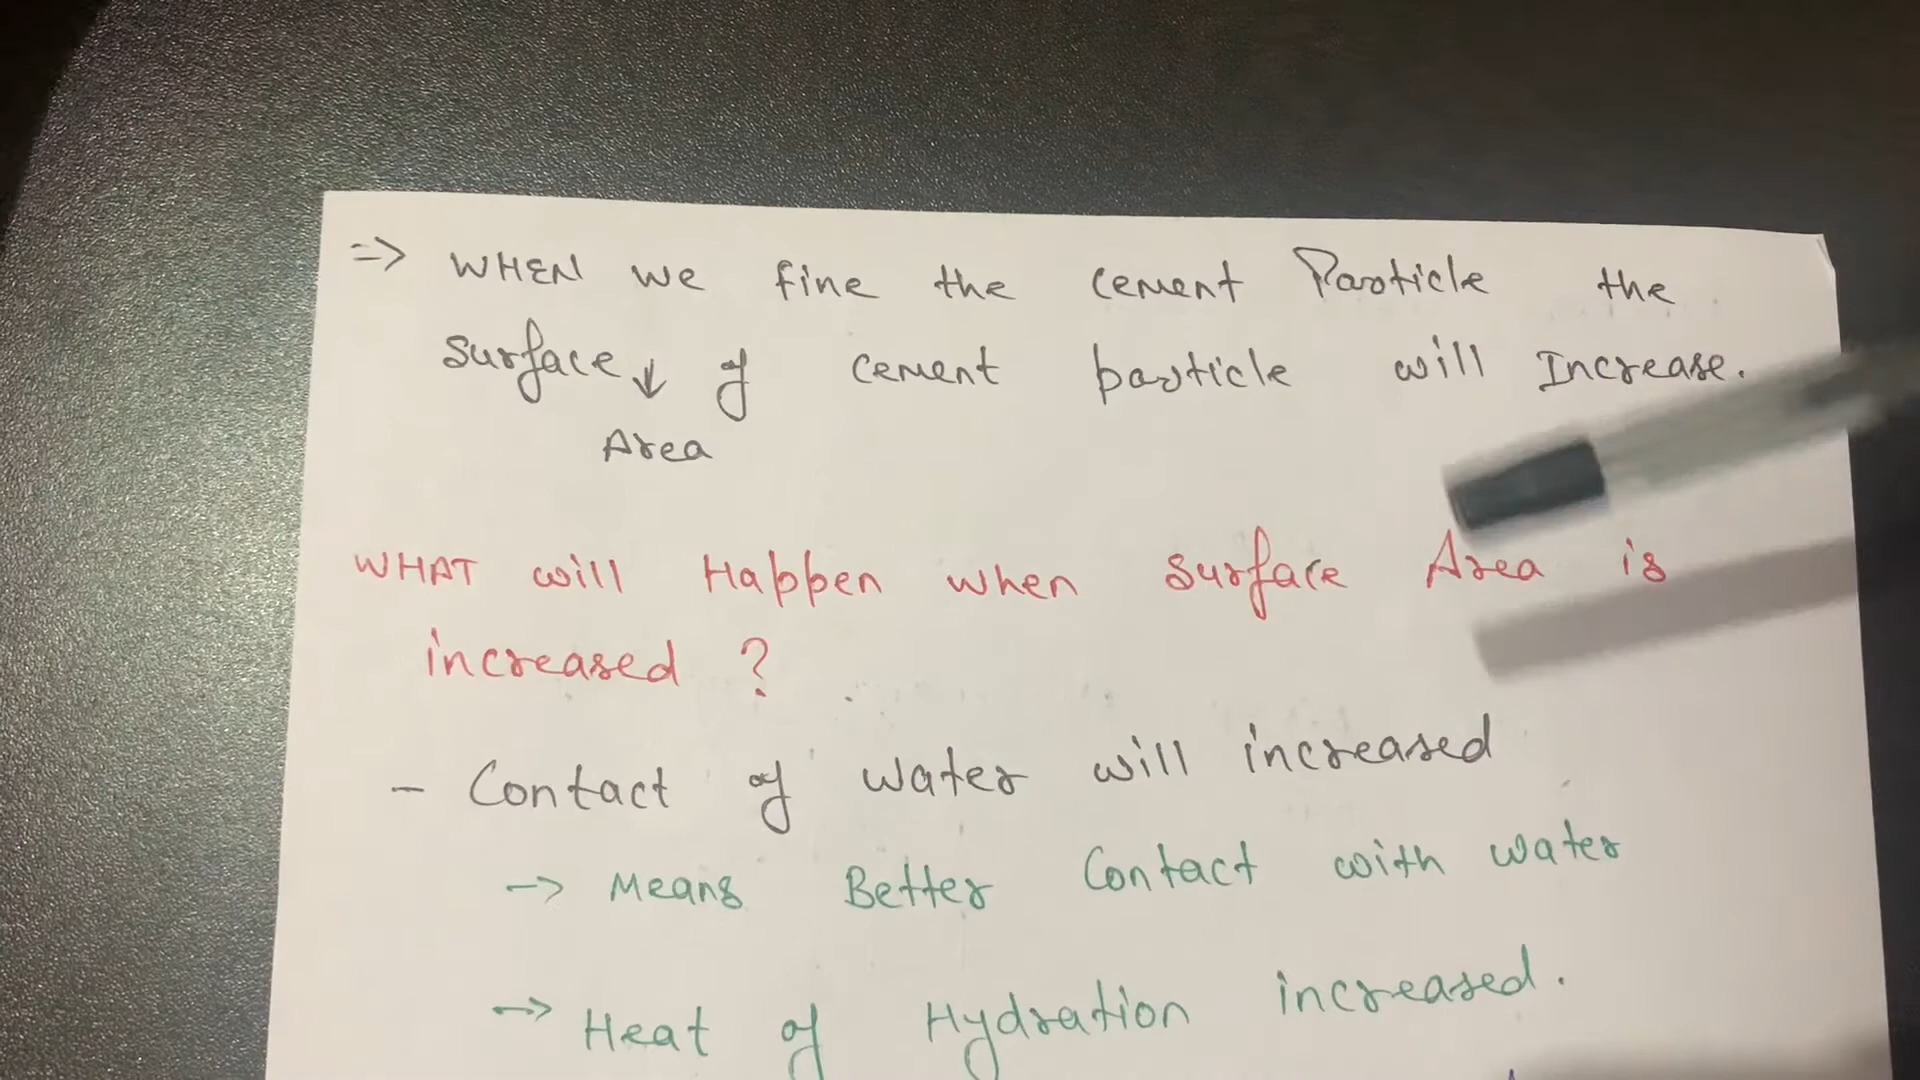 => WHEN we fine the cement Particle the
surface ↓ of cement particle will Increase.
Area
WHAT will Happen when surface Area is
increased ?
- Contact of water will increased
-> Means Better Contact with water
-> Heat of Hydration increased.